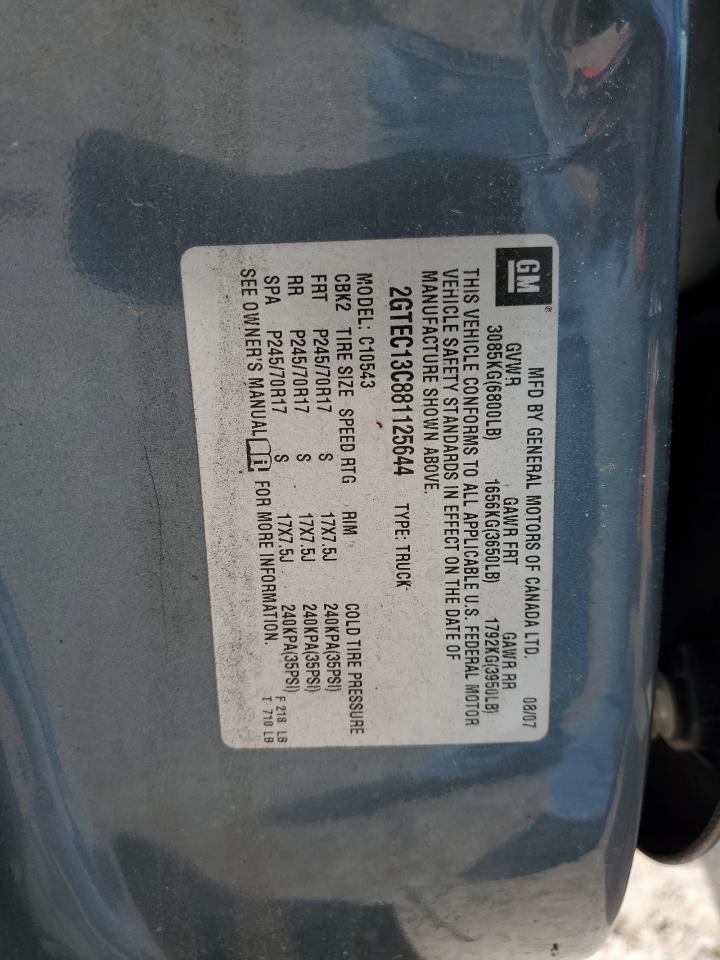 GM ®
MFD BY GENERAL MOTORS OF CANADA LTD. 08/07
GVWR GAWR FRT GAWR RR
3085KG(6800LB) 1656KG(3650LB) 1792KG(3950LB)
THIS VEHICLE CONFORMS TO ALL APPLICABLE U.S. FEDERAL MOTOR
VEHICLE SAFETY STANDARDS IN EFFECT ON THE DATE OF
MANUFACTURE SHOWN ABOVE.
2GTEC13C881125644 TYPE: TRUCK
MODEL: C10543
CBK2 TIRE SIZE SPEED RTG RIM COLD TIRE PRESSURE
FRT P245/70R17 S 17X7.5J 240KPA(35PSI)
RR P245/70R17 S 17X7.5J 240KPA(35PSI)
SPA P245/70R17 S 17X7.5J 240KPA(35PSI)
SEE OWNER'S MANUAL i FOR MORE INFORMATION.
F 218 LB
T 710 LB